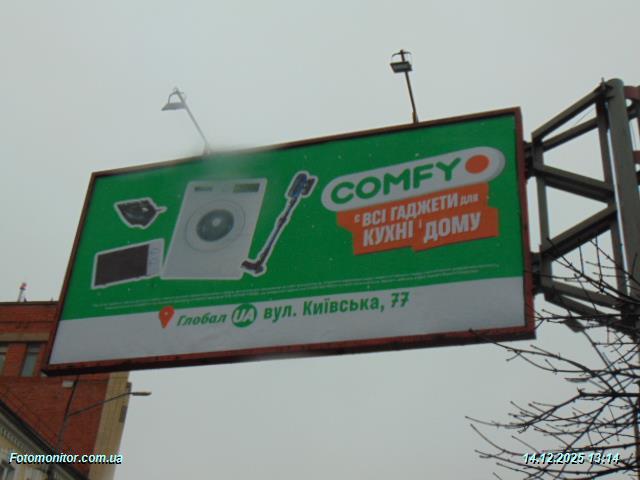 COMFY
Є ВСІ ГАДЖЕТИ для
КУХНІ І ДОМУ
Глобал UA вул. Київська, 77
Fotomonitor.com.ua
14.12.2025 13:14